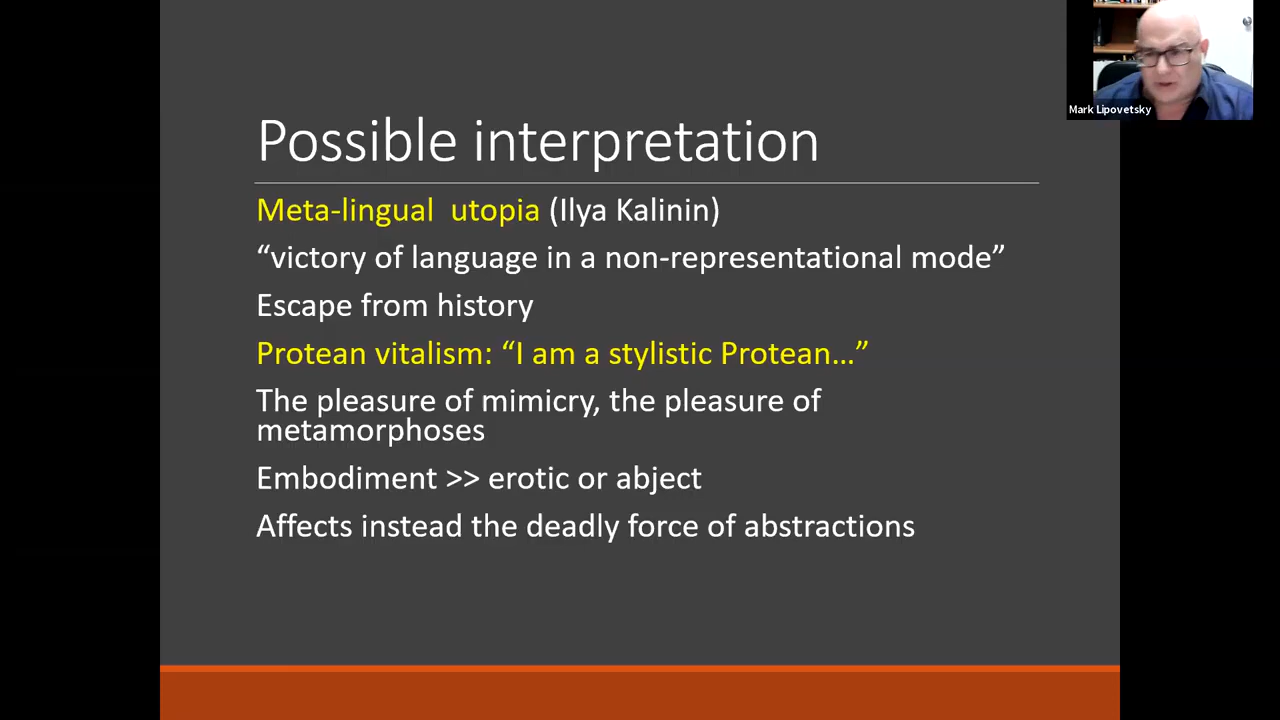 Mark Lipovetsky
Possible interpretation
Meta-lingual utopia (Ilya Kalinin)
“victory of language in a non-representational mode”
Escape from history
Protean vitalism: “I am a stylistic Protean…”
The pleasure of mimicry, the pleasure of
metamorphoses
Embodiment >> erotic or abject
Affects instead the deadly force of abstractions